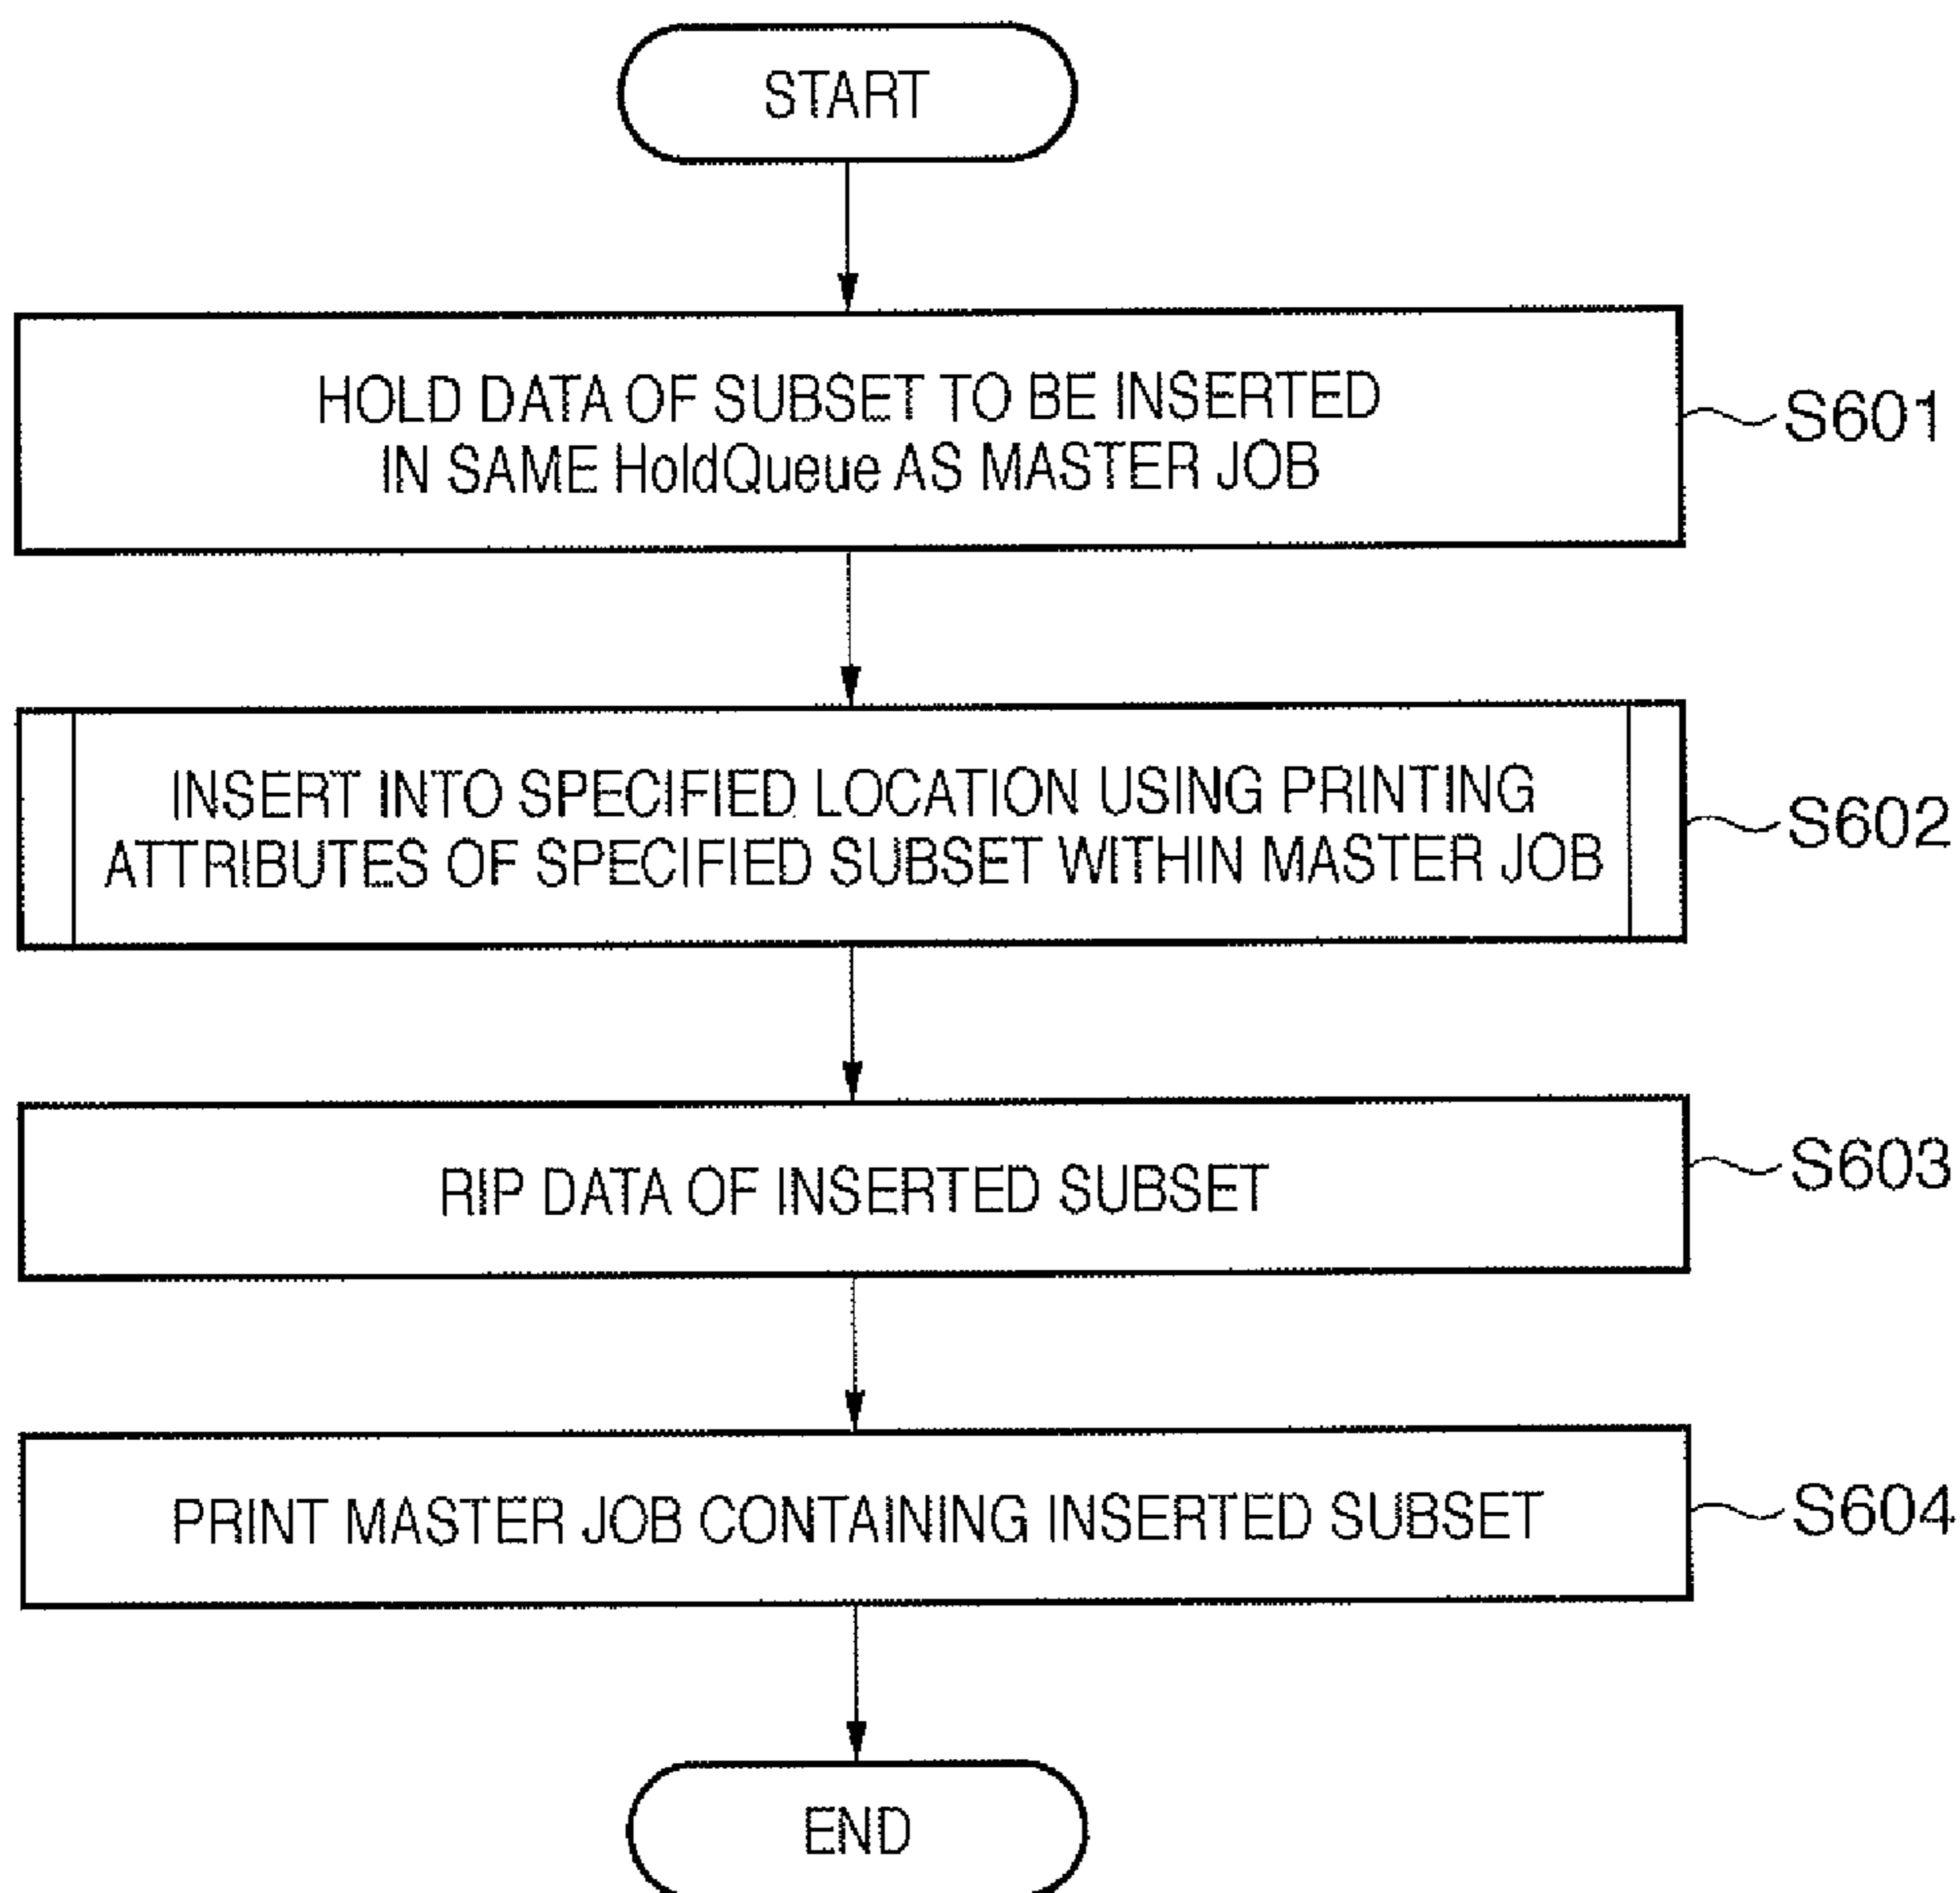 START
HOLD DATA OF SUBSET TO BE INSERTED
IN SAME HoldQueue AS MASTER JOB
S601
INSERT INTO SPECIFIED LOCATION USING PRINTING
ATTRIBUTES OF SPECIFIED SUBSET WITHIN MASTER JOB
S602
RIP DATA OF INSERTED SUBSET
S603
PRINT MASTER JOB CONTAINING INSERTED SUBSET
S604
END